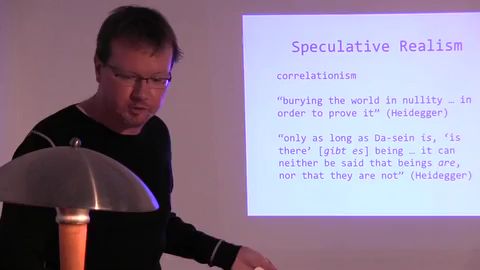 Speculative Realism
correlationism
“burying the world in nullity … in
order to prove it” (Heidegger)
“only as long as Da-sein is, ‘is
there’ [gibt es] being … it can
neither be said that beings are,
nor that they are not” (Heidegger)